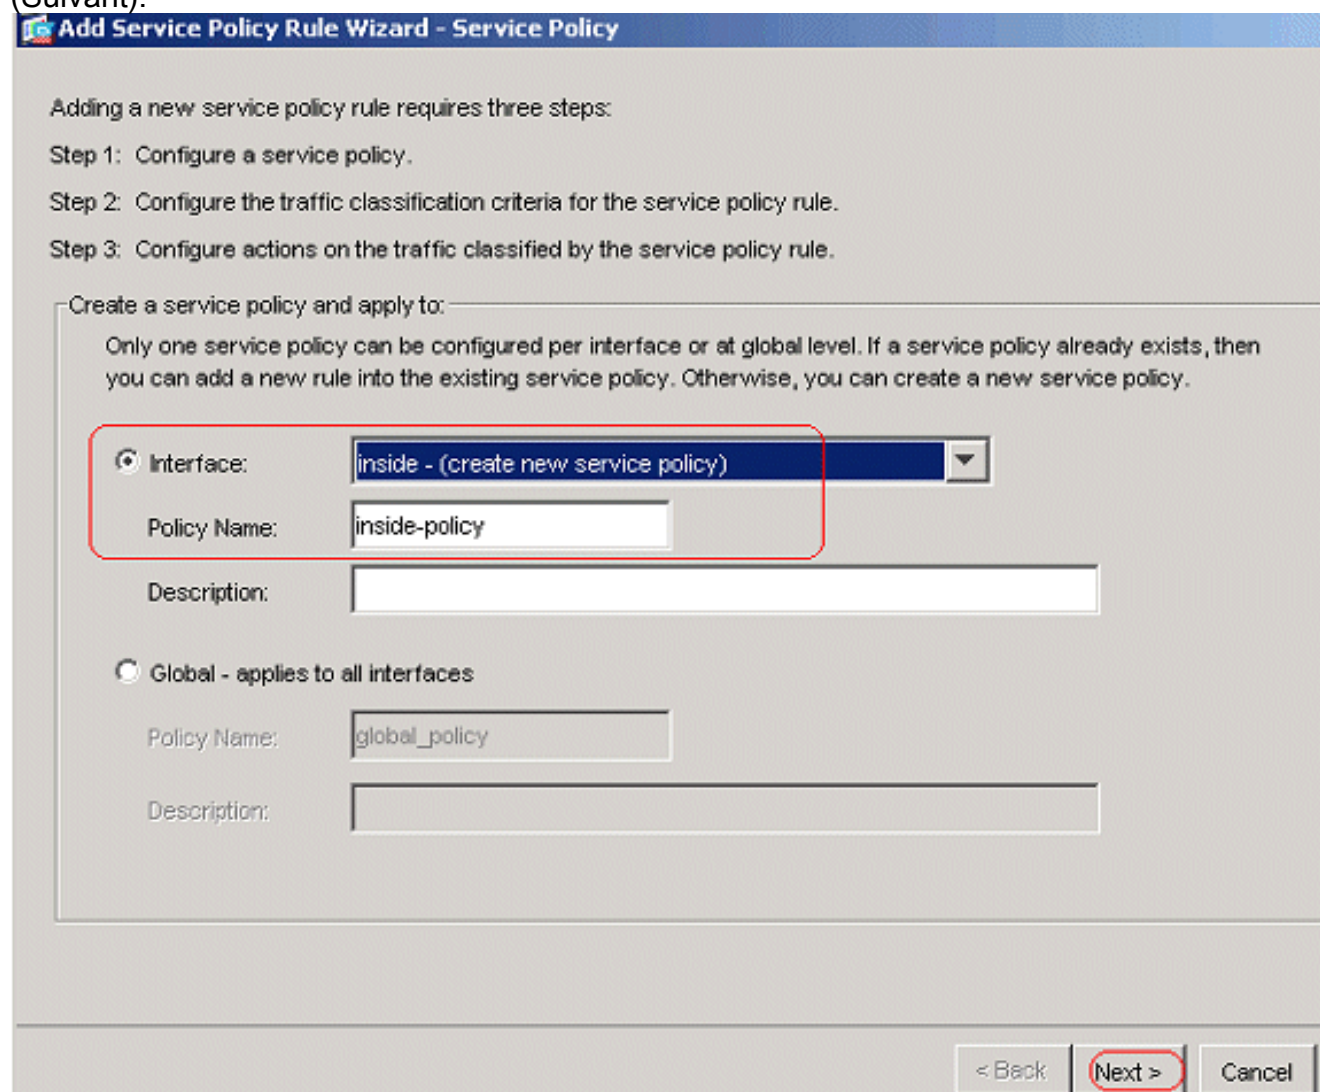 (Suivant).
Add Service Policy Rule Wizard - Service Policy
Adding a new service policy rule requires three steps:
Step 1: Configure a service policy.
Step 2: Configure the traffic classification criteria for the service policy rule.
Step 3: Configure actions on the traffic classified by the service policy rule.
Create a service policy and apply to:
Only one service policy can be configured per interface or at global level. If a service policy already exists, then
you can add a new rule into the existing service policy. Otherwise, you can create a new service policy.
Interface: inside - (create new service policy)
Policy Name: inside-policy
Description:
Global - applies to all interfaces
Policy Name: global_policy
Description:
< Back Next > Cancel